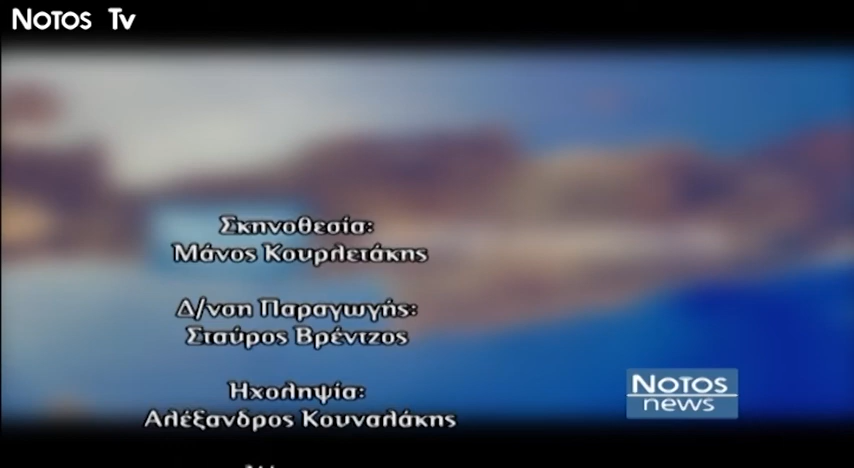 NOTOS TV
Σκηνοθεσία:
Μάνος Κουρλετάκης
Δ/νση Παραγωγής:
Σταύρος Βρέντζος
Ηχοληψία:
Αλέξανδρος Κουναλάκης
NOTOS
news